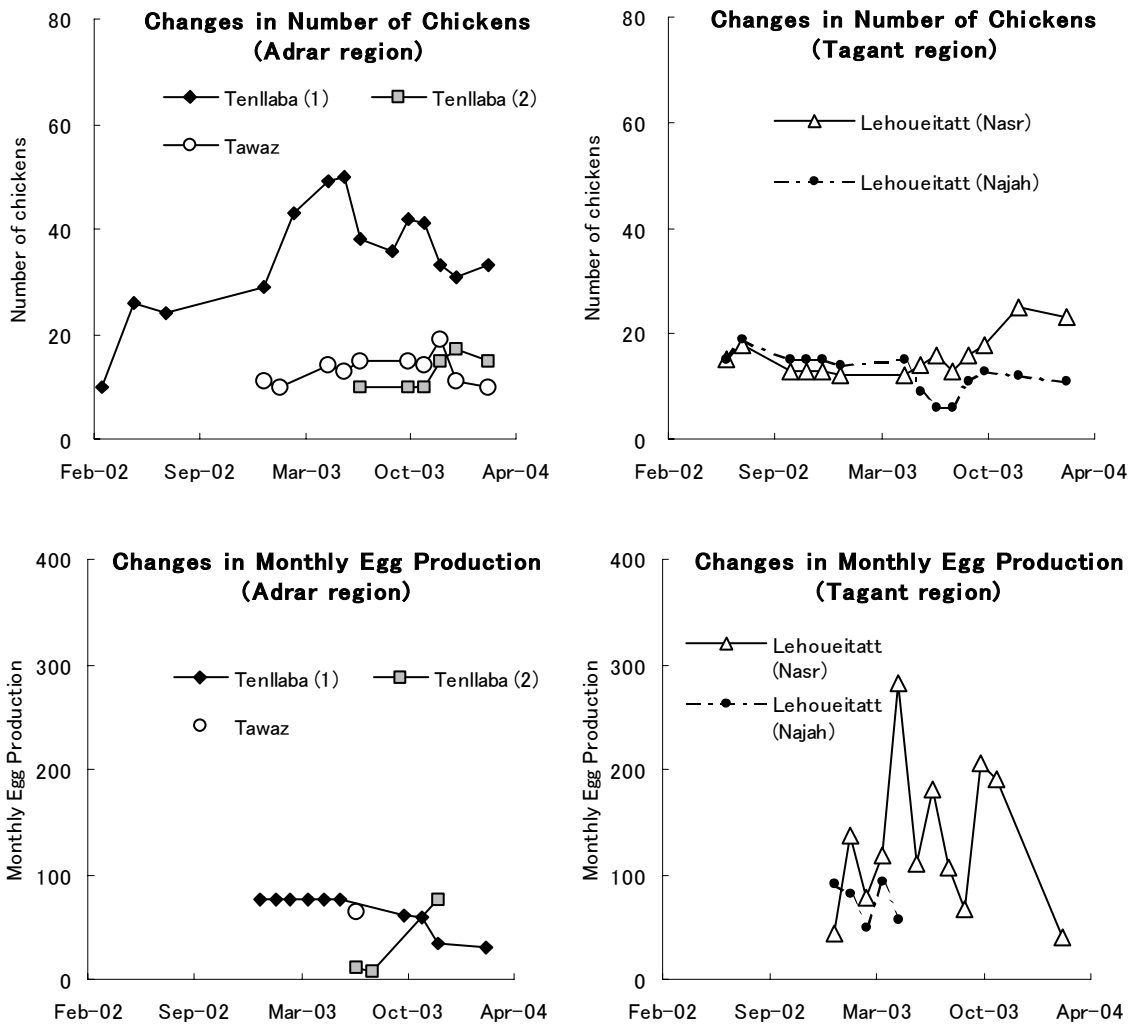 Changes in Number of Chickens
(Adrar region)
80
60
40
20
0
Number of chickens
Tenllaba (1)
Tenllaba (2)
Tawaz
Feb-02 Sep-02 Mar-03 Oct-03 Apr-04
Changes in Number of Chickens
(Tagant region)
80
60
40
20
0
Number of chickens
Lehoueitatt (Nasr)
Lehoueitatt (Najah)
Feb-02 Sep-02 Mar-03 Oct-03 Apr-04
Changes in Monthly Egg Production
(Adrar region)
400
300
200
100
0
Monthly Egg Production
Tenllaba (1)
Tenllaba (2)
Tawaz
Feb-02 Sep-02 Mar-03 Oct-03 Apr-04
Changes in Monthly Egg Production
(Tagant region)
400
300
200
100
0
Monthly Egg Production
Lehoueitatt
(Nasr)
Lehoueitatt
(Najah)
Feb-02 Sep-02 Mar-03 Oct-03 Apr-04